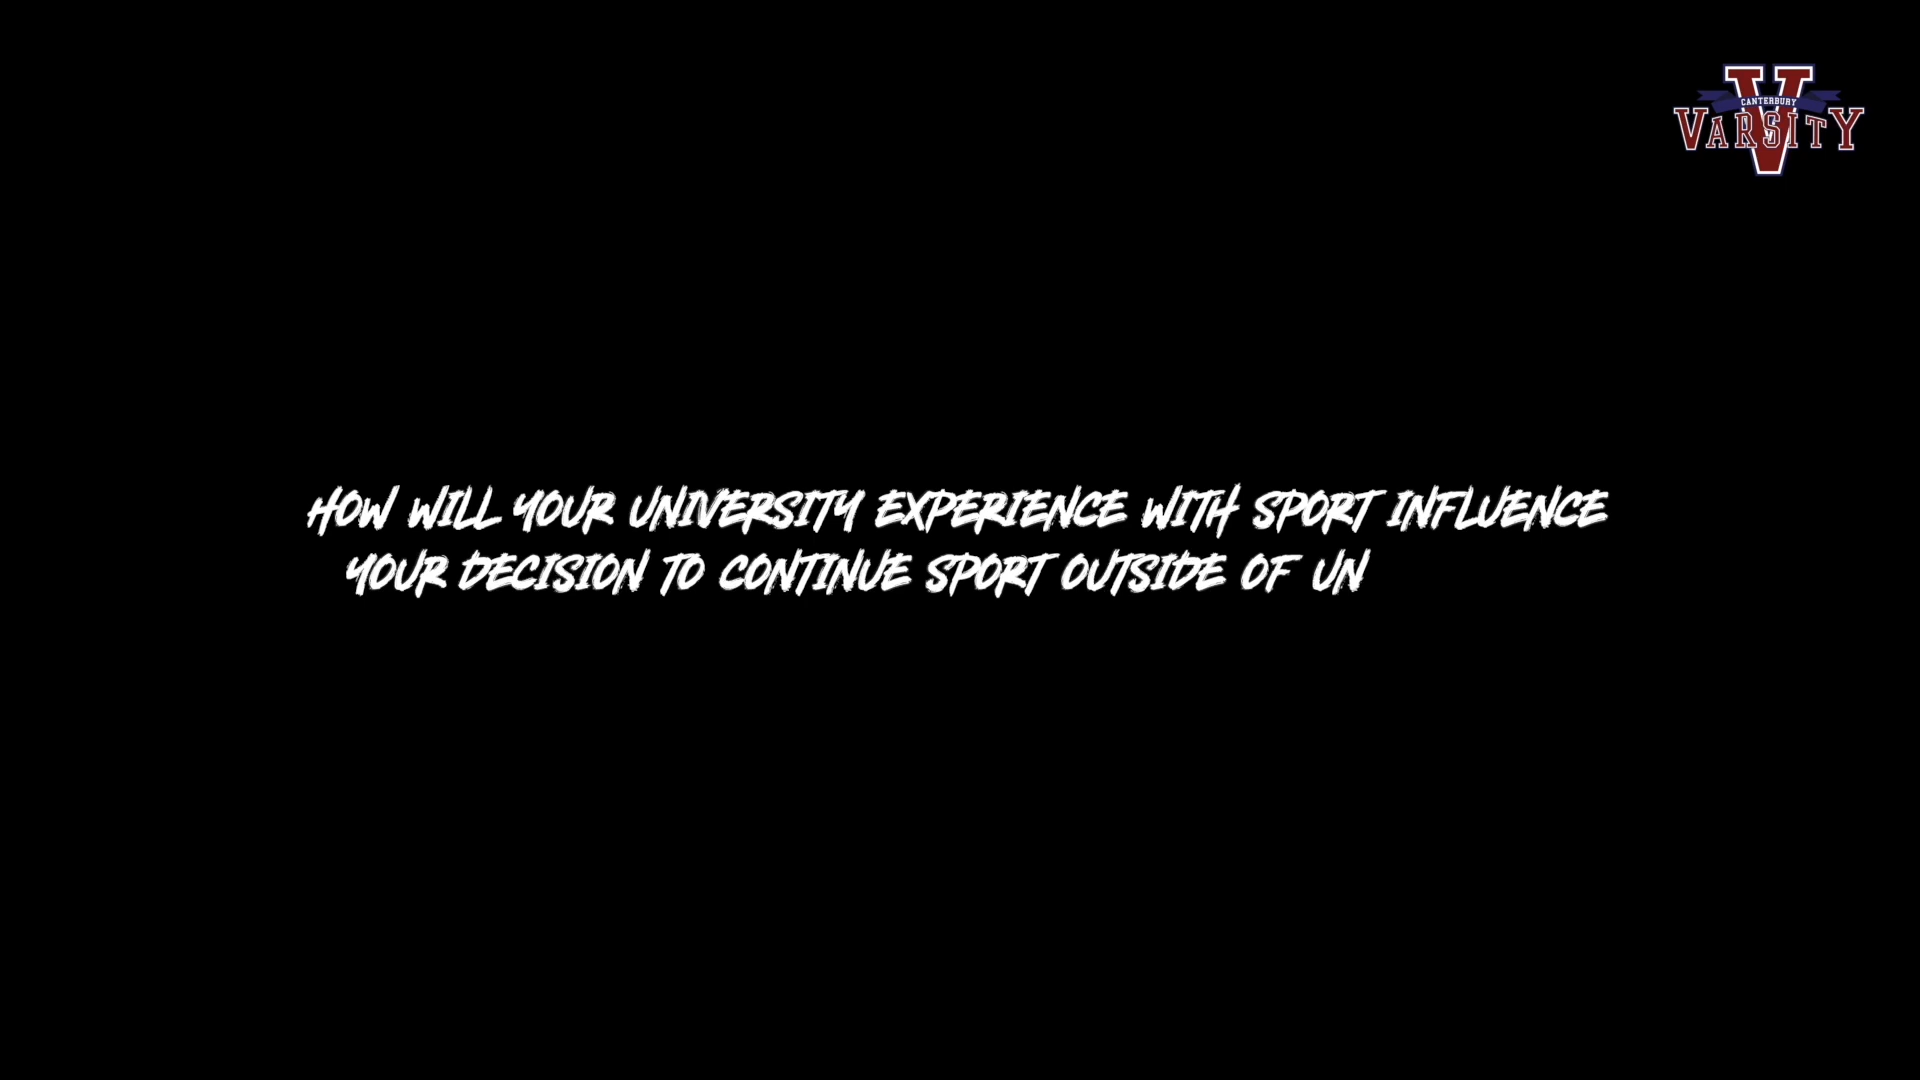 CANTERBURY
VARSITY
HOW WILL YOUR UNIVERSITY EXPERIENCE WITH SPORT INFLUENCE
YOUR DECISION TO CONTINUE SPORT OUTSIDE OF UN